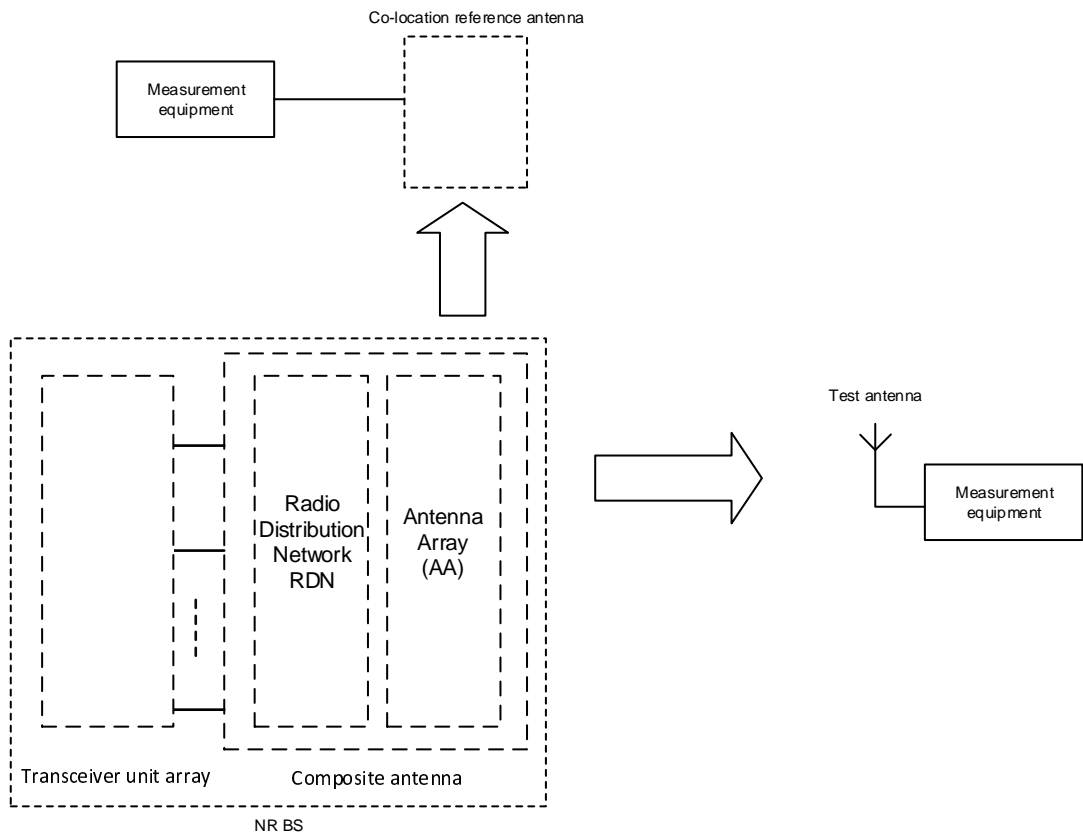 Co-location reference antenna
Measurement
equipment
Test antenna
Measurement
equipment
Radio
Distribution
Network
RDN
Antenna
Array
(AA)
Transceiver unit array
Composite antenna
NR BS